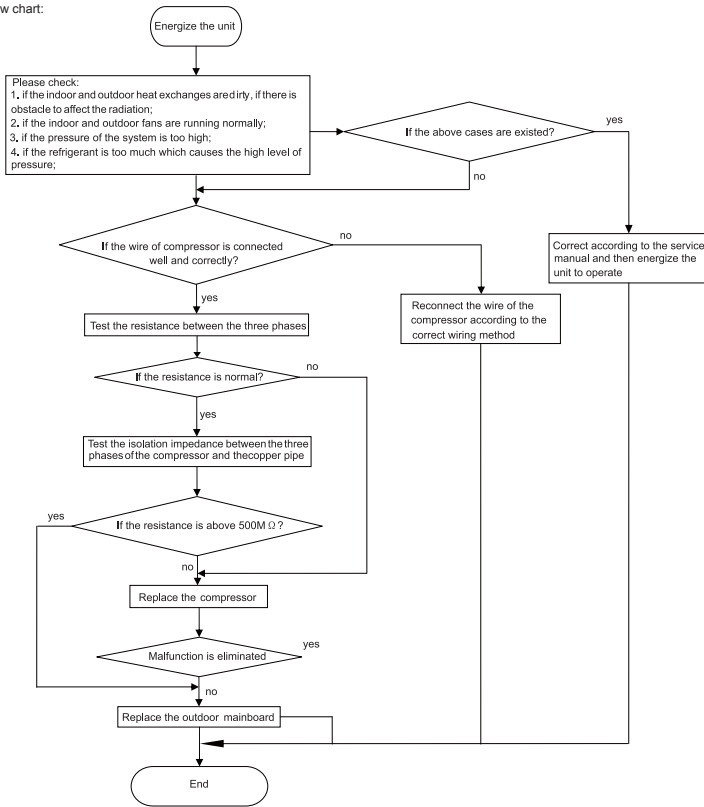 w chart:
Energize the unit
Please check:
1. if the indoor and outdoor heat exchanges ared irty, if there is
obstacle to affect the radiation;
2. if the indoor and outdoor fans are running normally;
3. if the pressure of the system is too high;
4. if the refrigerant is too much which causes the high level of
pressure;
If the above cases are existed?
yes
no
If the wire of compressor is connected
well and correctly?
no
Correct according to the service
manual and then energize the
unit to operate
yes
Reconnect the wire of the
compressor according to the
correct wiring method
Test the resistance between the three phases
If the resistance is normal?
no
yes
Test the isolation impedance between the three
phases of the compressor and thecopper pipe
yes
If the resistance is above 500M Ω ?
no
Replace the compressor
Malfunction is eliminated
yes
no
Replace the outdoor mainboard
End